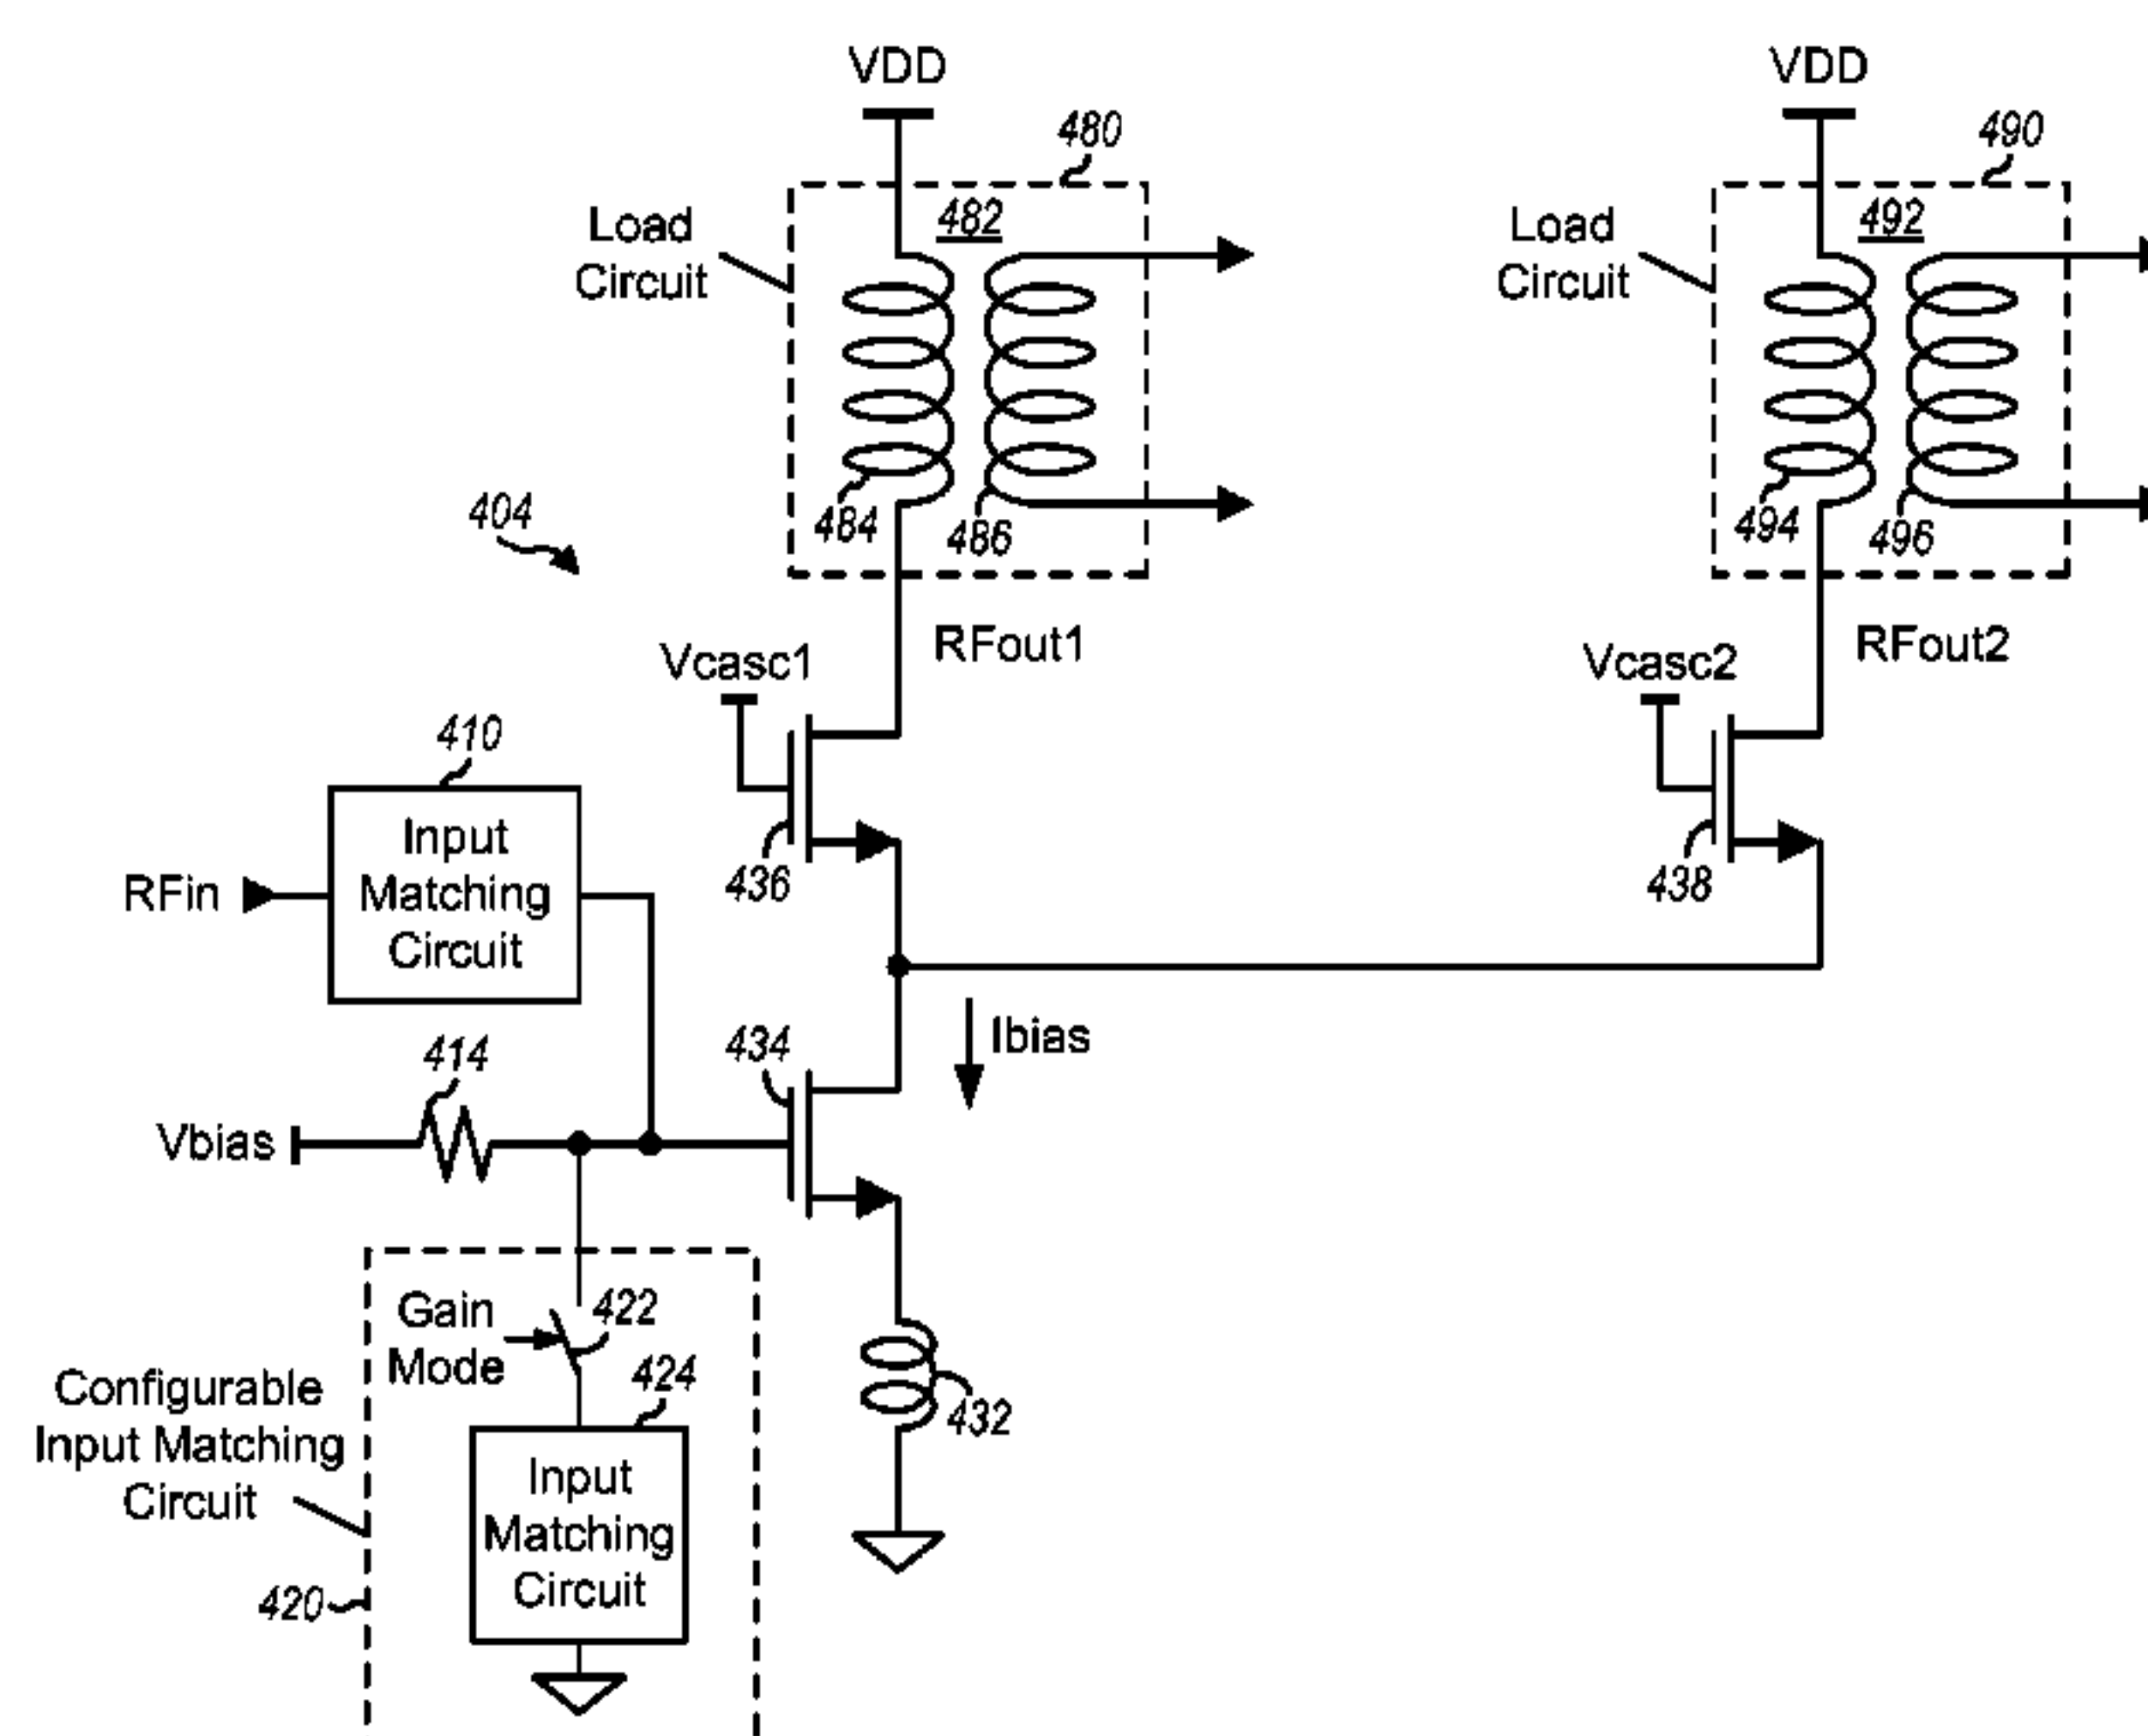 VDD
VDD
480
490
Load
Circuit
482
Load
Circuit
492
484
486
494
496
404
RFout1
RFout2
Vcasc1
Vcasc2
410
Input
Matching
Circuit
RFin
436
438
Ibias
414
434
Vbias
Gain
Mode
422
424
Configurable
Input Matching
Circuit
432
Input
Matching
Circuit
420